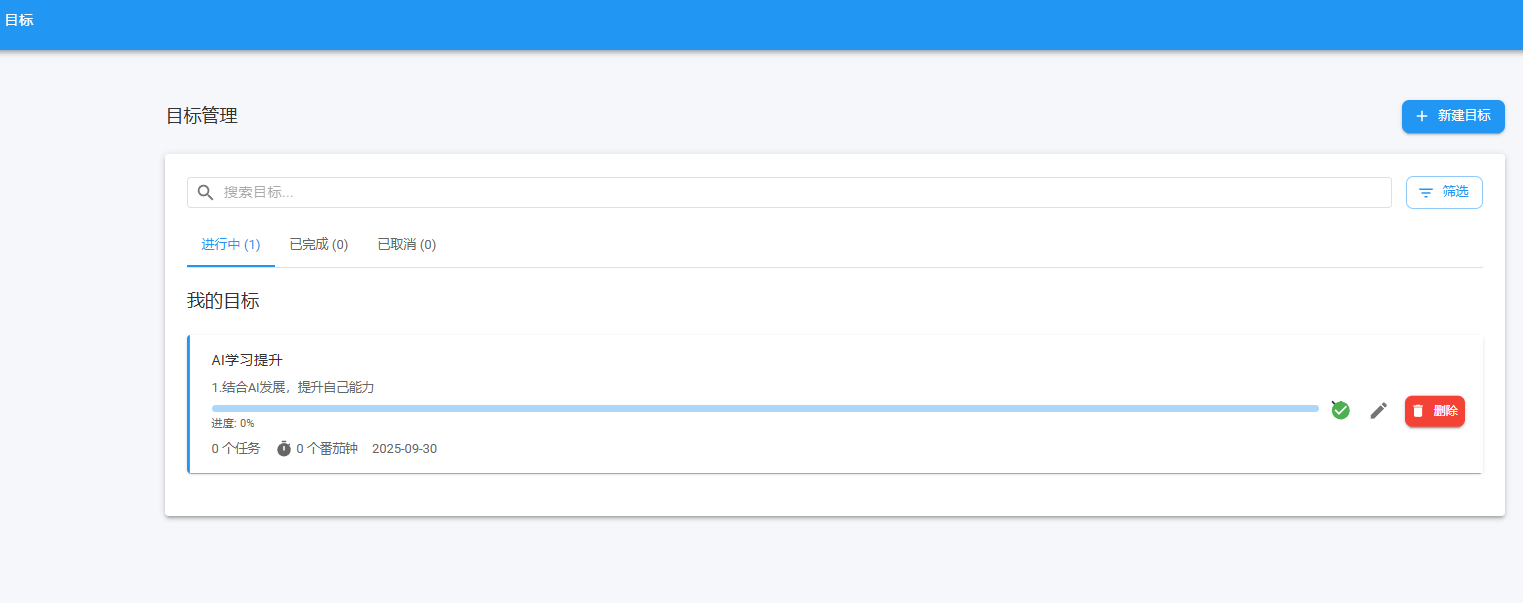 目标
目标管理
新建目标
搜索目标...
筛选
进行中 (1) 已完成 (0) 已取消 (0)
我的目标
AI学习提升
1.结合AI发展，提升自己能力
进度: 0%
删除
0 个任务 0 个番茄钟 2025-09-30